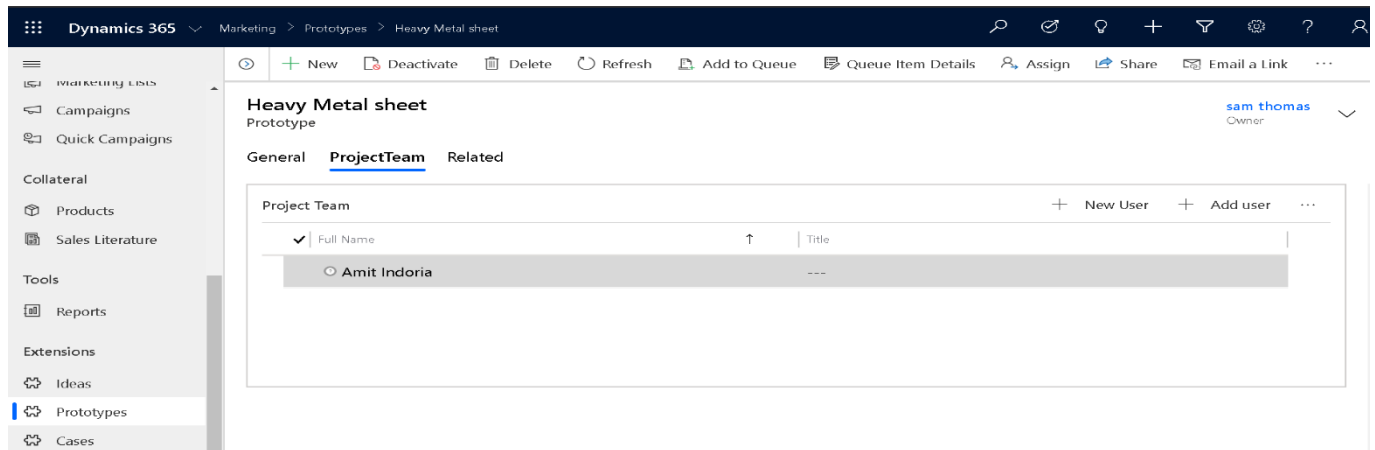 Dynamics 365 Marketing > Prototypes > Heavy Metal sheet ?
New Deactivate Delete Refresh Add to Queue Queue Item Details Assign Share Email a Link ...
Marketing Lists
Campaigns
Quick Campaigns
Collateral
Products
Sales Literature
Tools
Reports
Extensions
Ideas
Prototypes
Cases
Heavy Metal sheet
Prototype
sam thomas
Owner
General ProjectTeam Related
Project Team + New User + Add user ...
Full Name Title
Amit Indoria ---